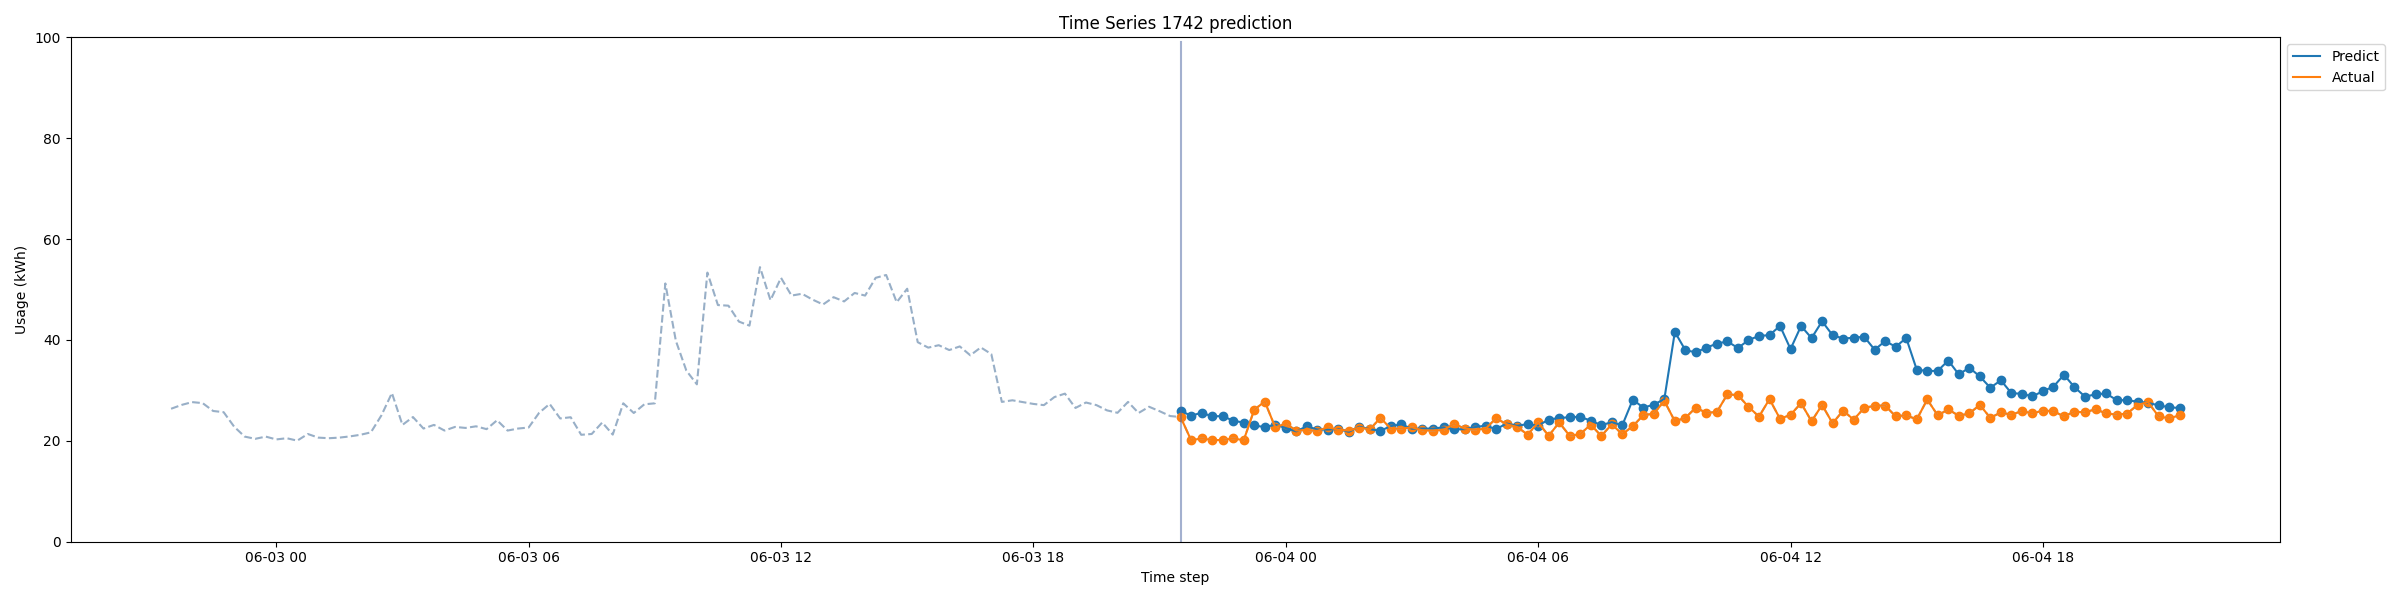 Time Series 1742 prediction
100
80
60
40
20
0
Usage (kWh)
06-03 00
06-03 06
06-03 12
06-03 18
06-04 00
06-04 06
06-04 12
06-04 18
Time step
Predict
Actual